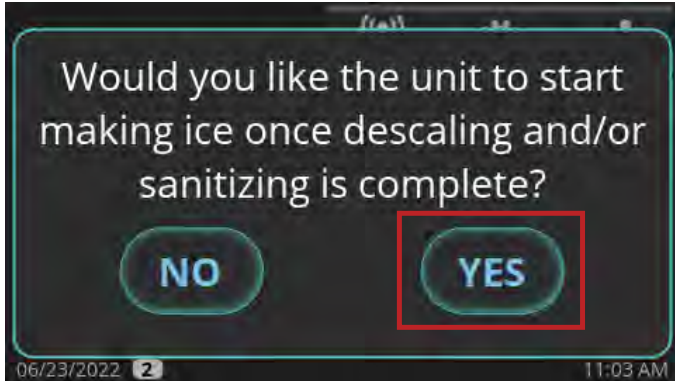 Would you like the unit to start
making ice once descaling and/or
sanitizing is complete?
NO YES
06/23/2022 2 11:03 AM